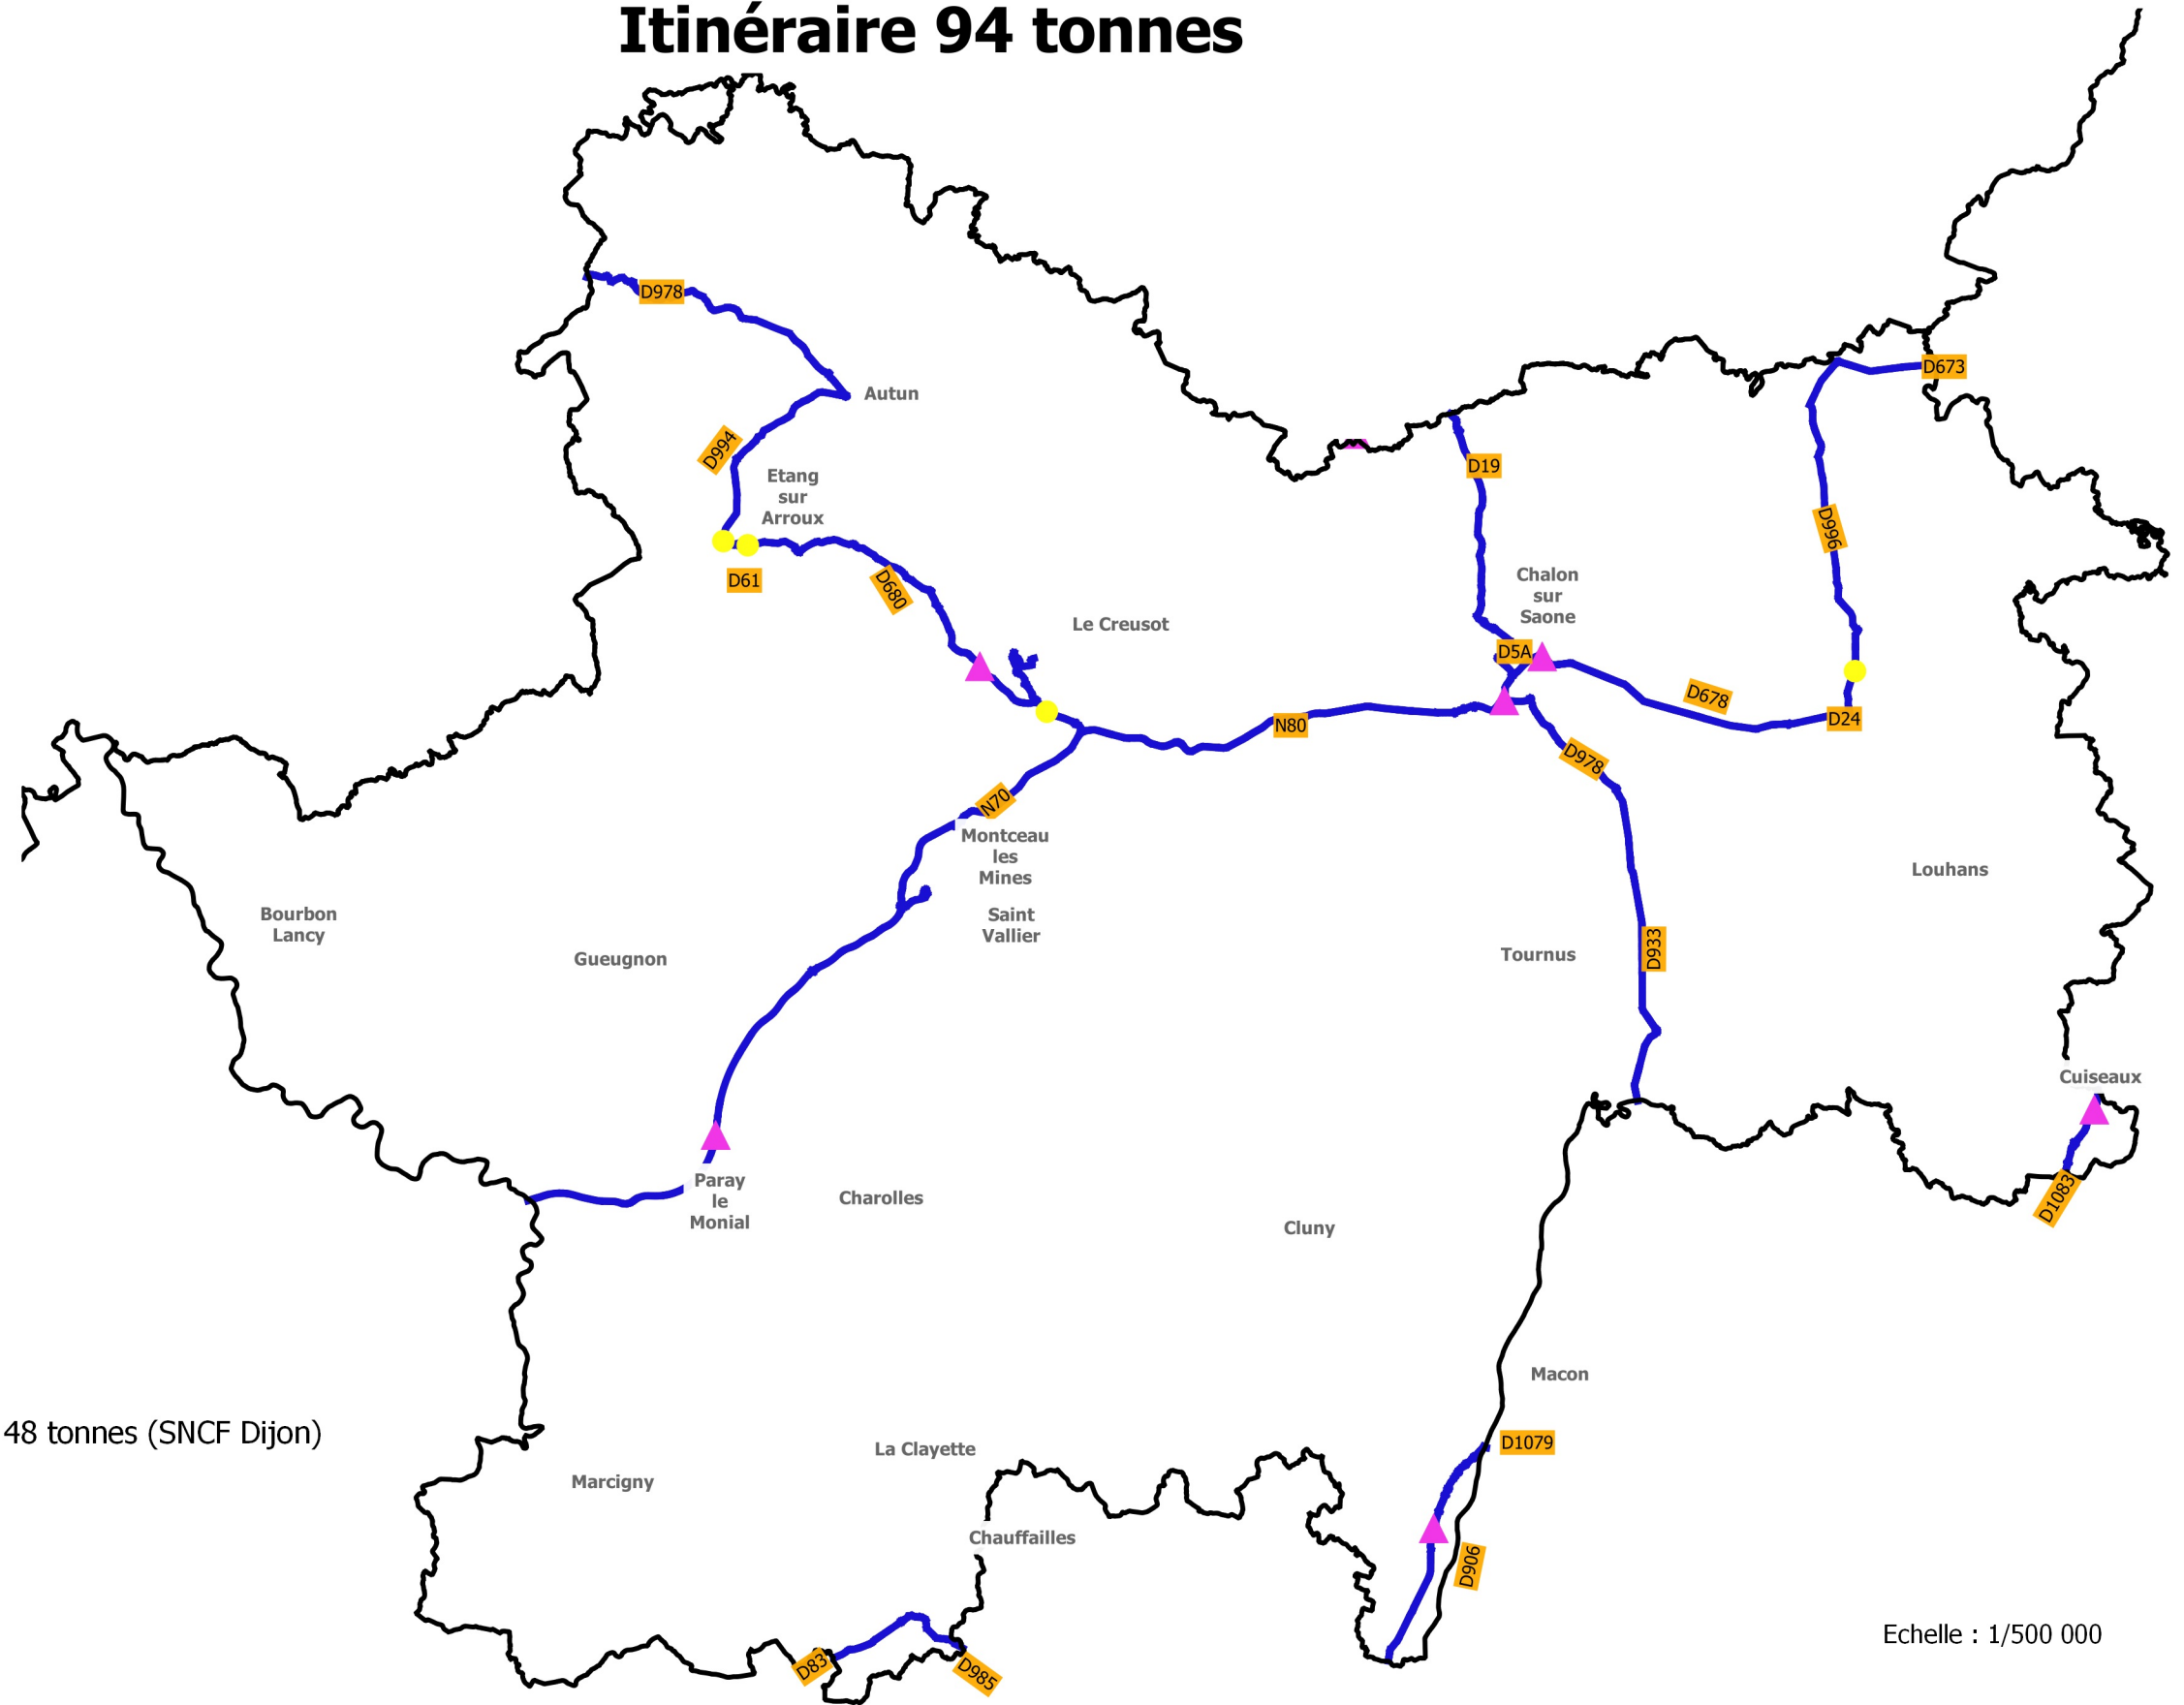 Itinéraire 94 tonnes
D978
D673
Autun
D994
D19
Etang
sur
Arroux
D996
D61
D680
Chalon
sur
Saone
Le Creusot
D5A
D678
D24
N80
D978
N70
Montceau
les
Mines
Louhans
Bourbon
Lancy
Saint
Vallier
Gueugnon
Tournus
D933
Cuiseaux
Paray
le
Monial
Charolles
D1083
Cluny
Macon
48 tonnes (SNCF Dijon)
D1079
La Clayette
Marcigny
Chauffailles
D906
Echelle : 1/500 000
D83
D985